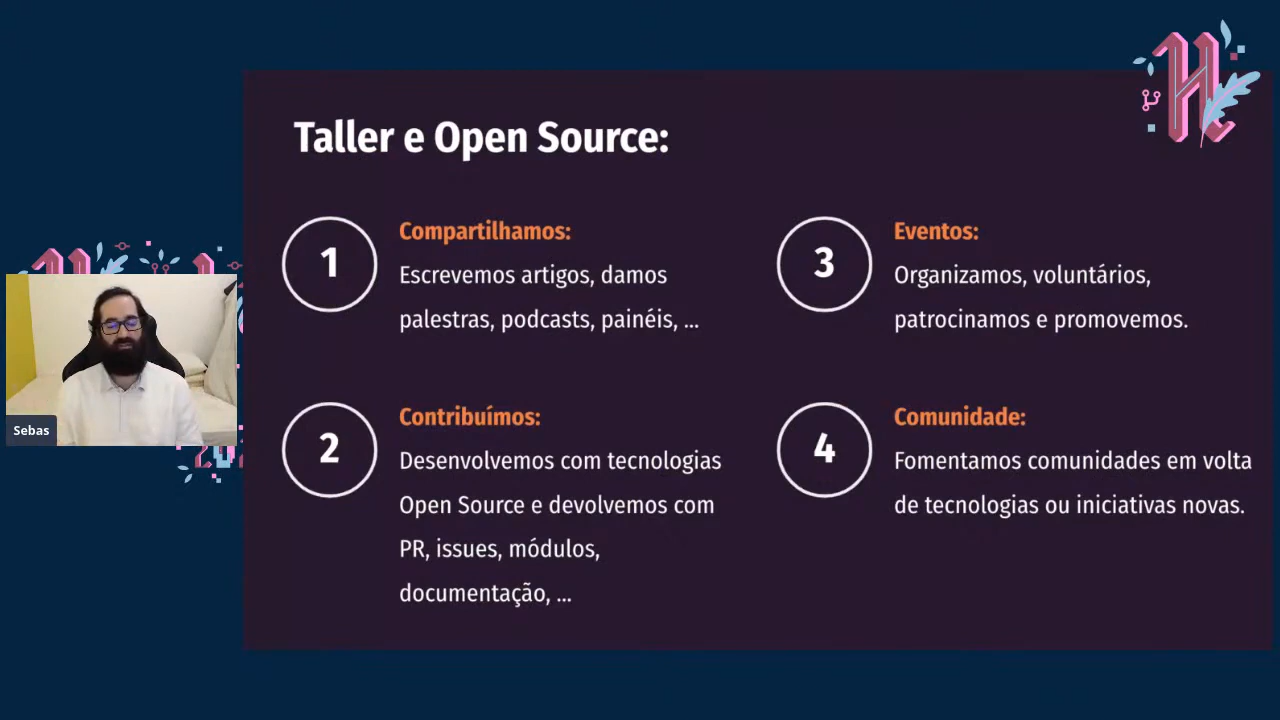 Taller e Open Source:
1
Compartilhamos:
Escrevemos artigos, damos
palestras, podcasts, painéis, ...
2
Contribuímos:
Desenvolvemos com tecnologias
Open Source e devolvemos com
PR, issues, módulos,
documentação, ...
3
Eventos:
Organizamos, voluntários,
patrocinamos e promovemos.
4
Comunidade:
Fomentamos comunidades em volta
de tecnologias ou iniciativas novas.
H
Sebas